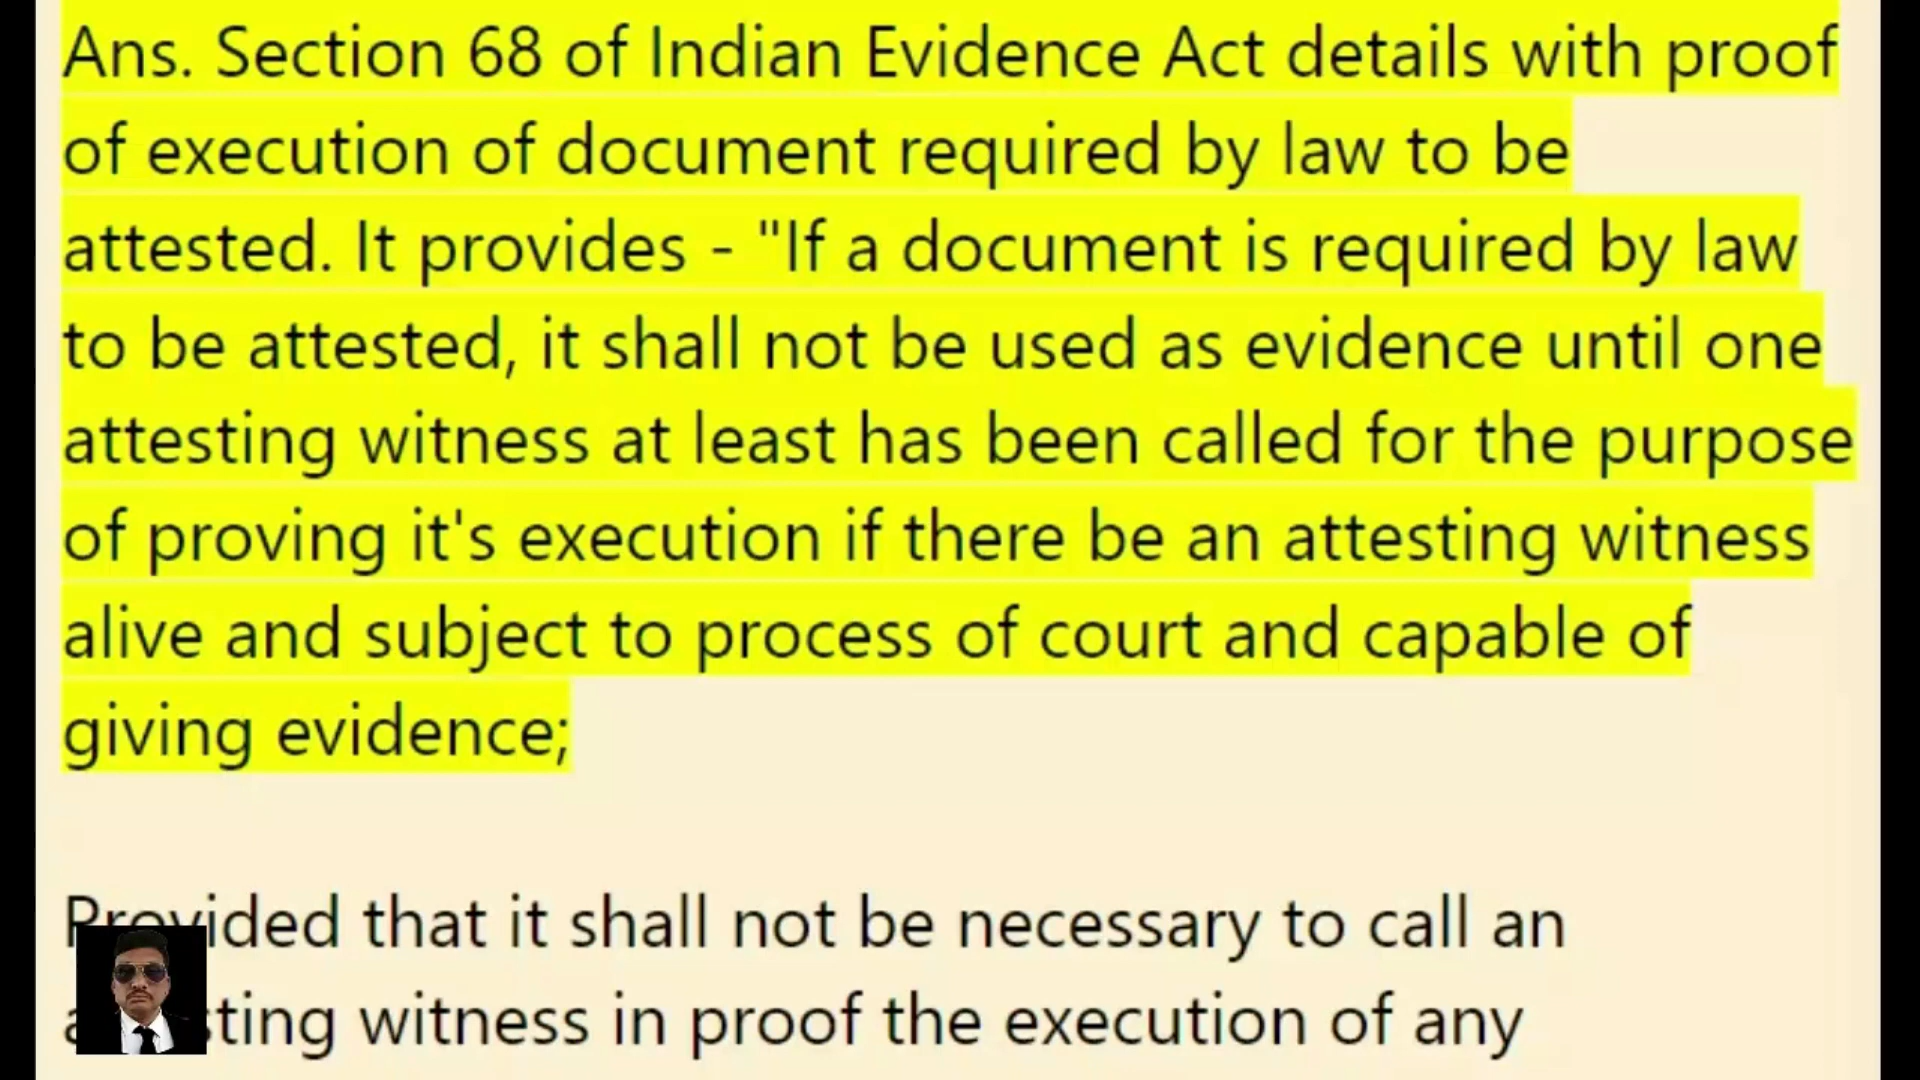 Ans. Section 68 of Indian Evidence Act details with proof
of execution of document required by law to be
attested. It provides - "If a document is required by law
to be attested, it shall not be used as evidence until one
attesting witness at least has been called for the purpose
of proving it's execution if there be an attesting witness
alive and subject to process of court and capable of
giving evidence;
Provided that it shall not be necessary to call an
witness in proof the execution of any